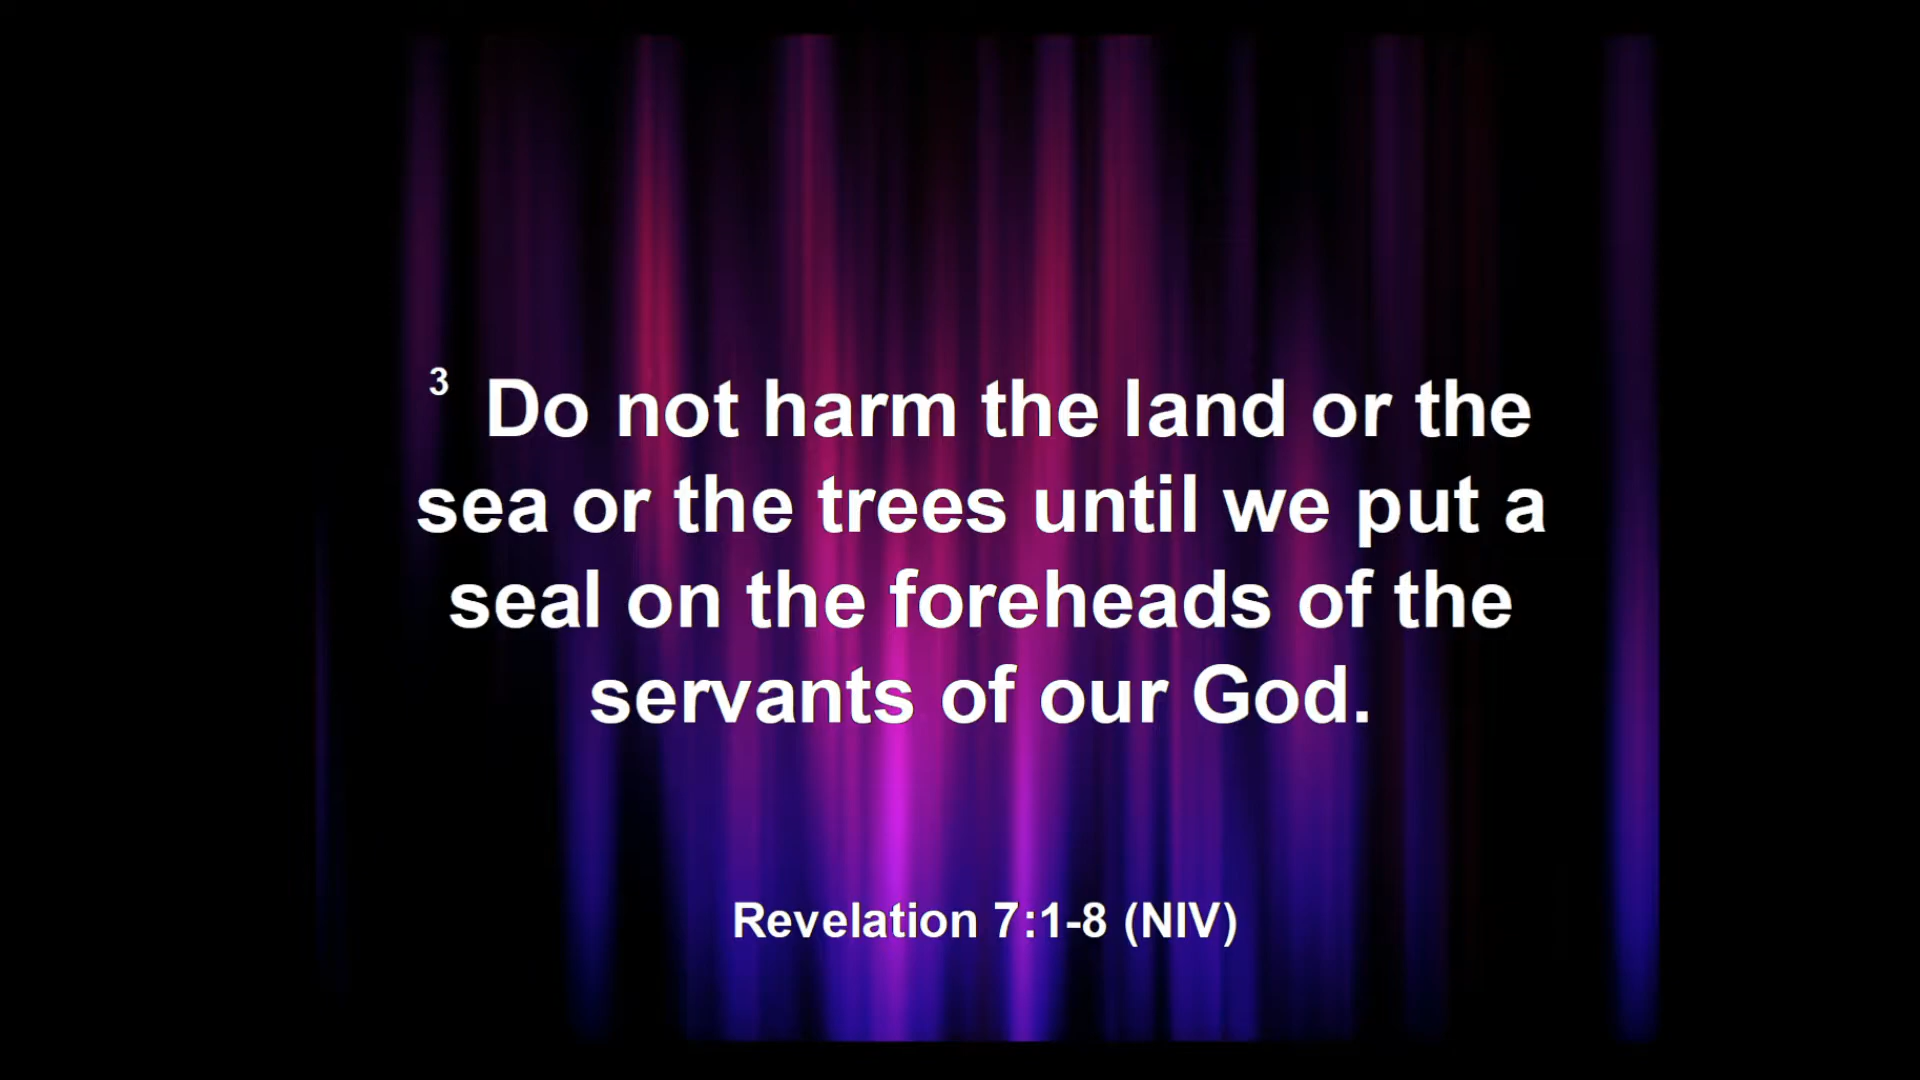 3 Do not harm the land or the
sea or the trees until we put a
seal on the foreheads of the
servants of our God.
Revelation 7:1-8 (NIV)